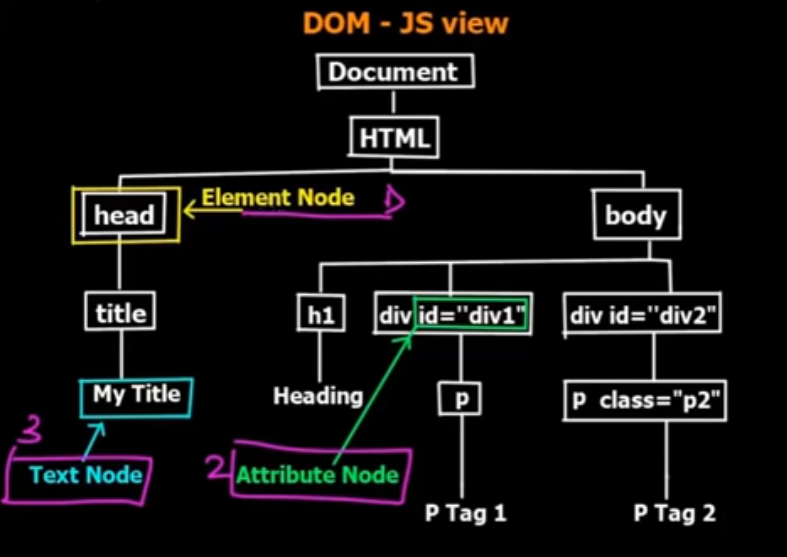 DOM - JS view
Document
HTML
head
Element Node
body
title
h1
div id="div1"
div id="div2"
My Title
Heading
p
p class="p2"
3
Text Node
2
Attribute Node
P Tag 1
P Tag 2